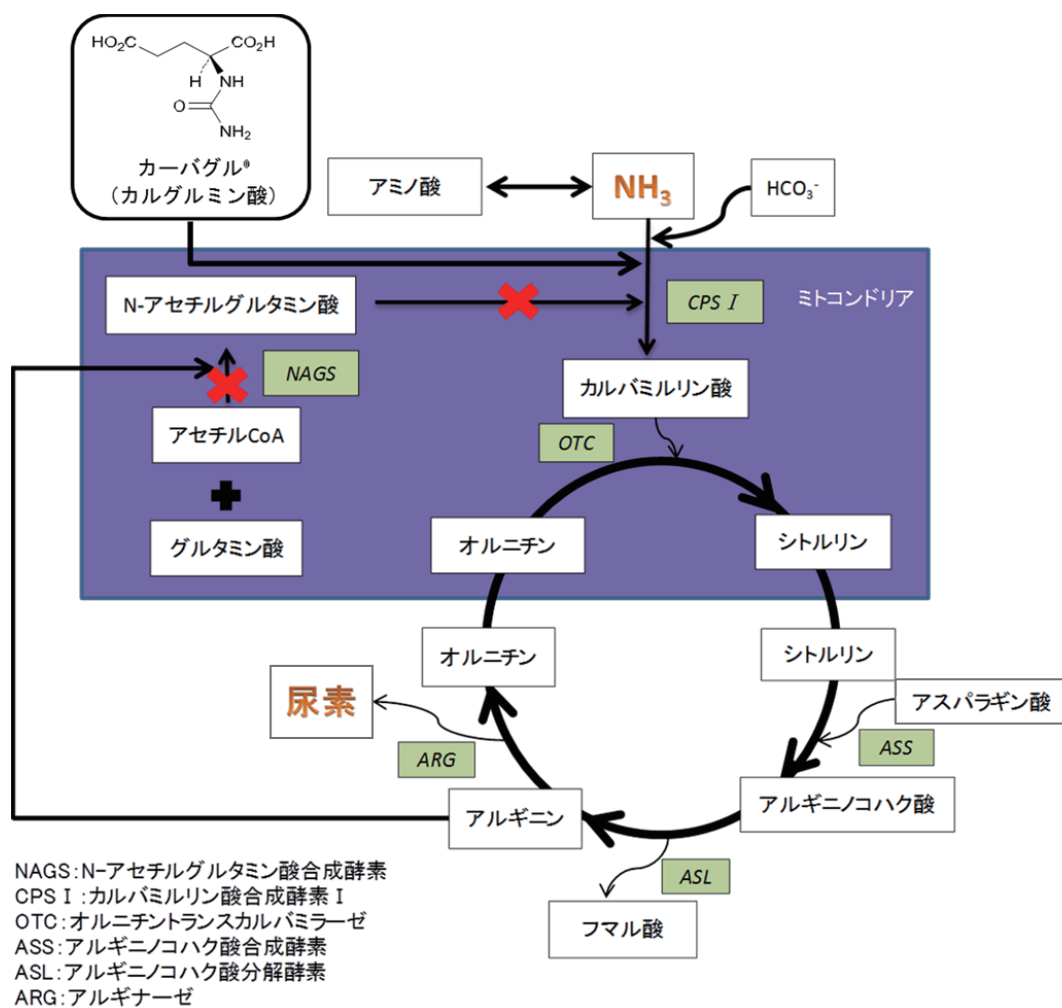 HO₂C
CO₂H
H
NH
O
NH₂
カーバグル®
(カルグルミン酸)
アミノ酸
NH₃
HCO₃⁻
N-アセチルグルタミン酸
CPS Ⅰ
ミトコンドリア
NAGS
カルバミルリン酸
アセチルCoA
OTC
グルタミン酸
オルニチン
シトルリン
オルニチン
シトルリン
尿素
アスパラギン酸
ARG
ASS
アルギニン
アルギニノコハク酸
ASL
フマル酸
NAGS:N-アセチルグルタミン酸合成酵素
CPS Ⅰ:カルバミルリン酸合成酵素Ⅰ
OTC:オルニチントランスカルバミラーゼ
ASS:アルギニノコハク酸合成酵素
ASL:アルギニノコハク酸分解酵素
ARG:アルギナーゼ